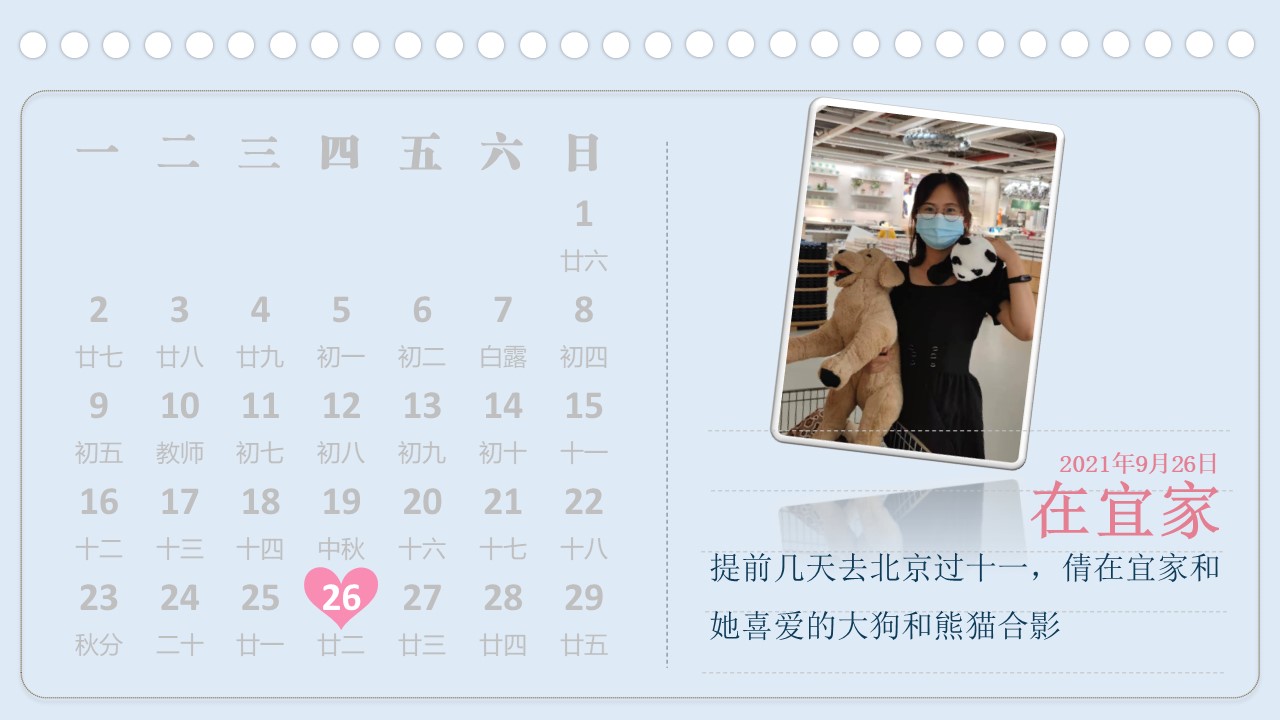 一 二 三 四 五 六 日
1
廿六
2 3 4 5 6 7 8
廿七 廿八 廿九 初一 初二 白露 初四
9 10 11 12 13 14 15
初五 教师 初七 初八 初九 初十 十一
16 17 18 19 20 21 22
十二 十三 十四 中秋 十六 十七 十八
23 24 25 26 27 28 29
秋分 二十 廿一 廿二 廿三 廿四 廿五
2021年9月26日
在宜家
提前几天去北京过十一，倩在宜家和
她喜爱的大狗和熊猫合影